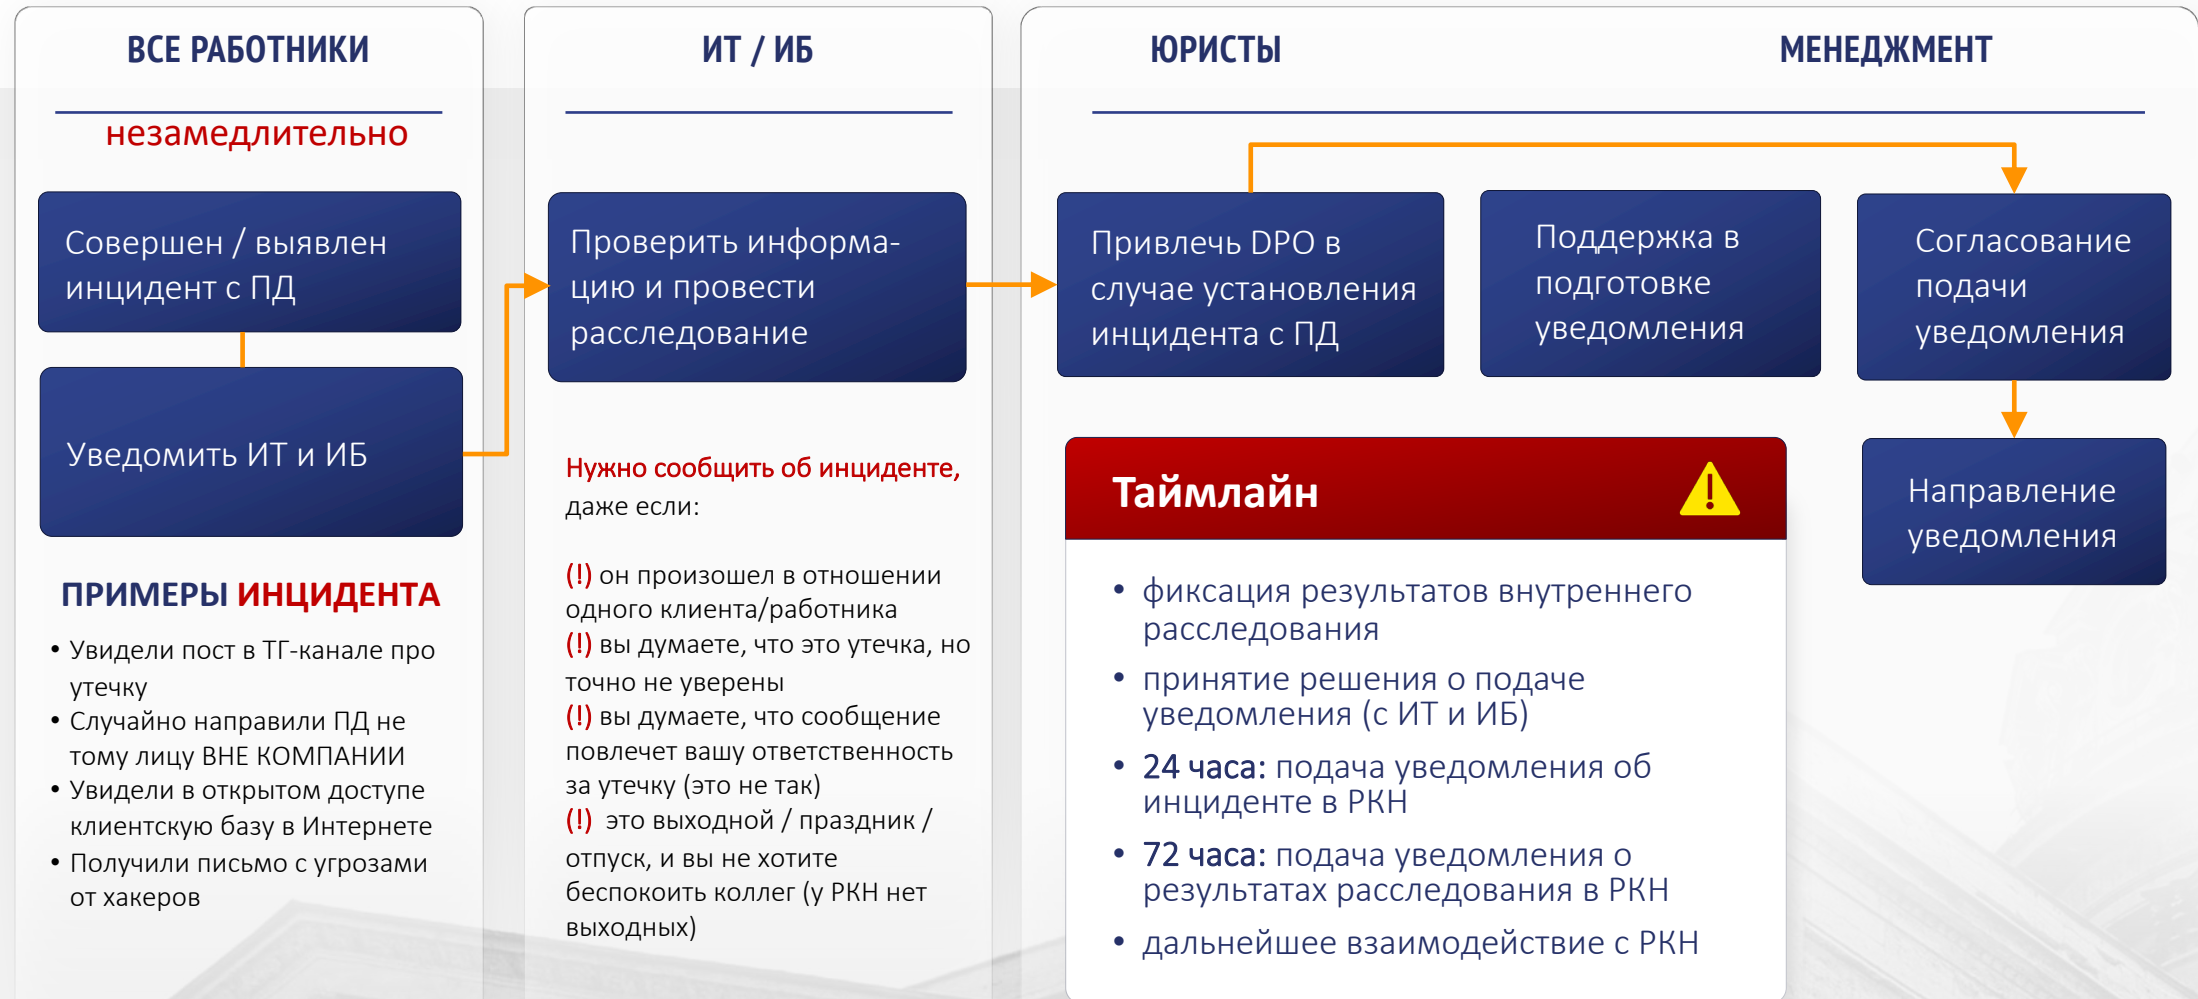 ВСЕ РАБОТНИКИ
незамедлительно
Совершен / выявлен
инцидент с ПД
Уведомить ИТ и ИБ
ПРИМЕРЫ ИНЦИДЕНТА
• Увидели пост в ТГ-канале про
утечку
• Случайно направили ПД не
тому лицу ВНЕ КОМПАНИИ
• Увидели в открытом доступе
клиентскую базу в Интернете
• Получили письмо с угрозами
от хакеров
ИТ / ИБ
Проверить информа-
цию и провести
расследование
Нужно сообщить об инциденте,
даже если:
(!) он произошел в отношении
одного клиента/работника
(!) вы думаете, что это утечка, но
точно не уверены
(!) вы думаете, что сообщение
повлечет вашу ответственность
за утечку (это не так)
(!) это выходной / праздник /
отпуск, и вы не хотите
беспокоить коллег (у РКН нет
выходных)
ЮРИСТЫ
МЕНЕДЖМЕНТ
Привлечь DPO в
случае установления
инцидента с ПД
Поддержка в
подготовке
уведомления
Согласование
подачи
уведомления
Направление
уведомления
Таймлайн
• фиксация результатов внутреннего
расследования
• принятие решения о подаче
уведомления (с ИТ и ИБ)
• 24 часа: подача уведомления об
инциденте в РКН
• 72 часа: подача уведомления о
результатах расследования в РКН
• дальнейшее взаимодействие с РКН